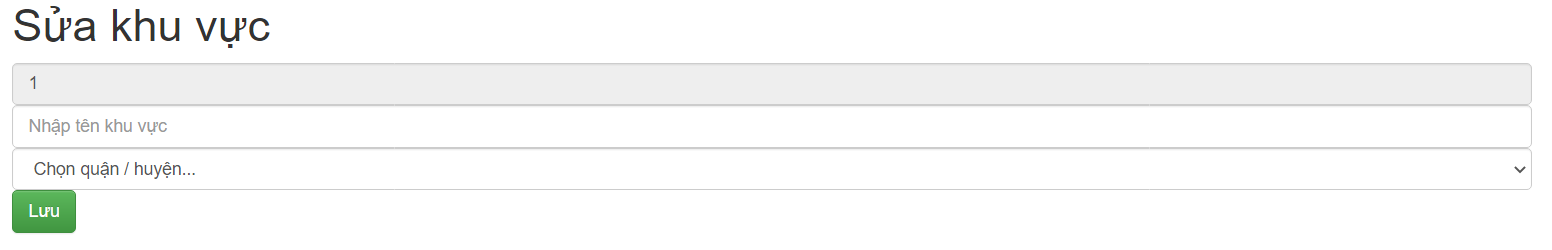 Sửa khu vực
1
Nhập tên khu vực
Chọn quận / huyện...
Lưu